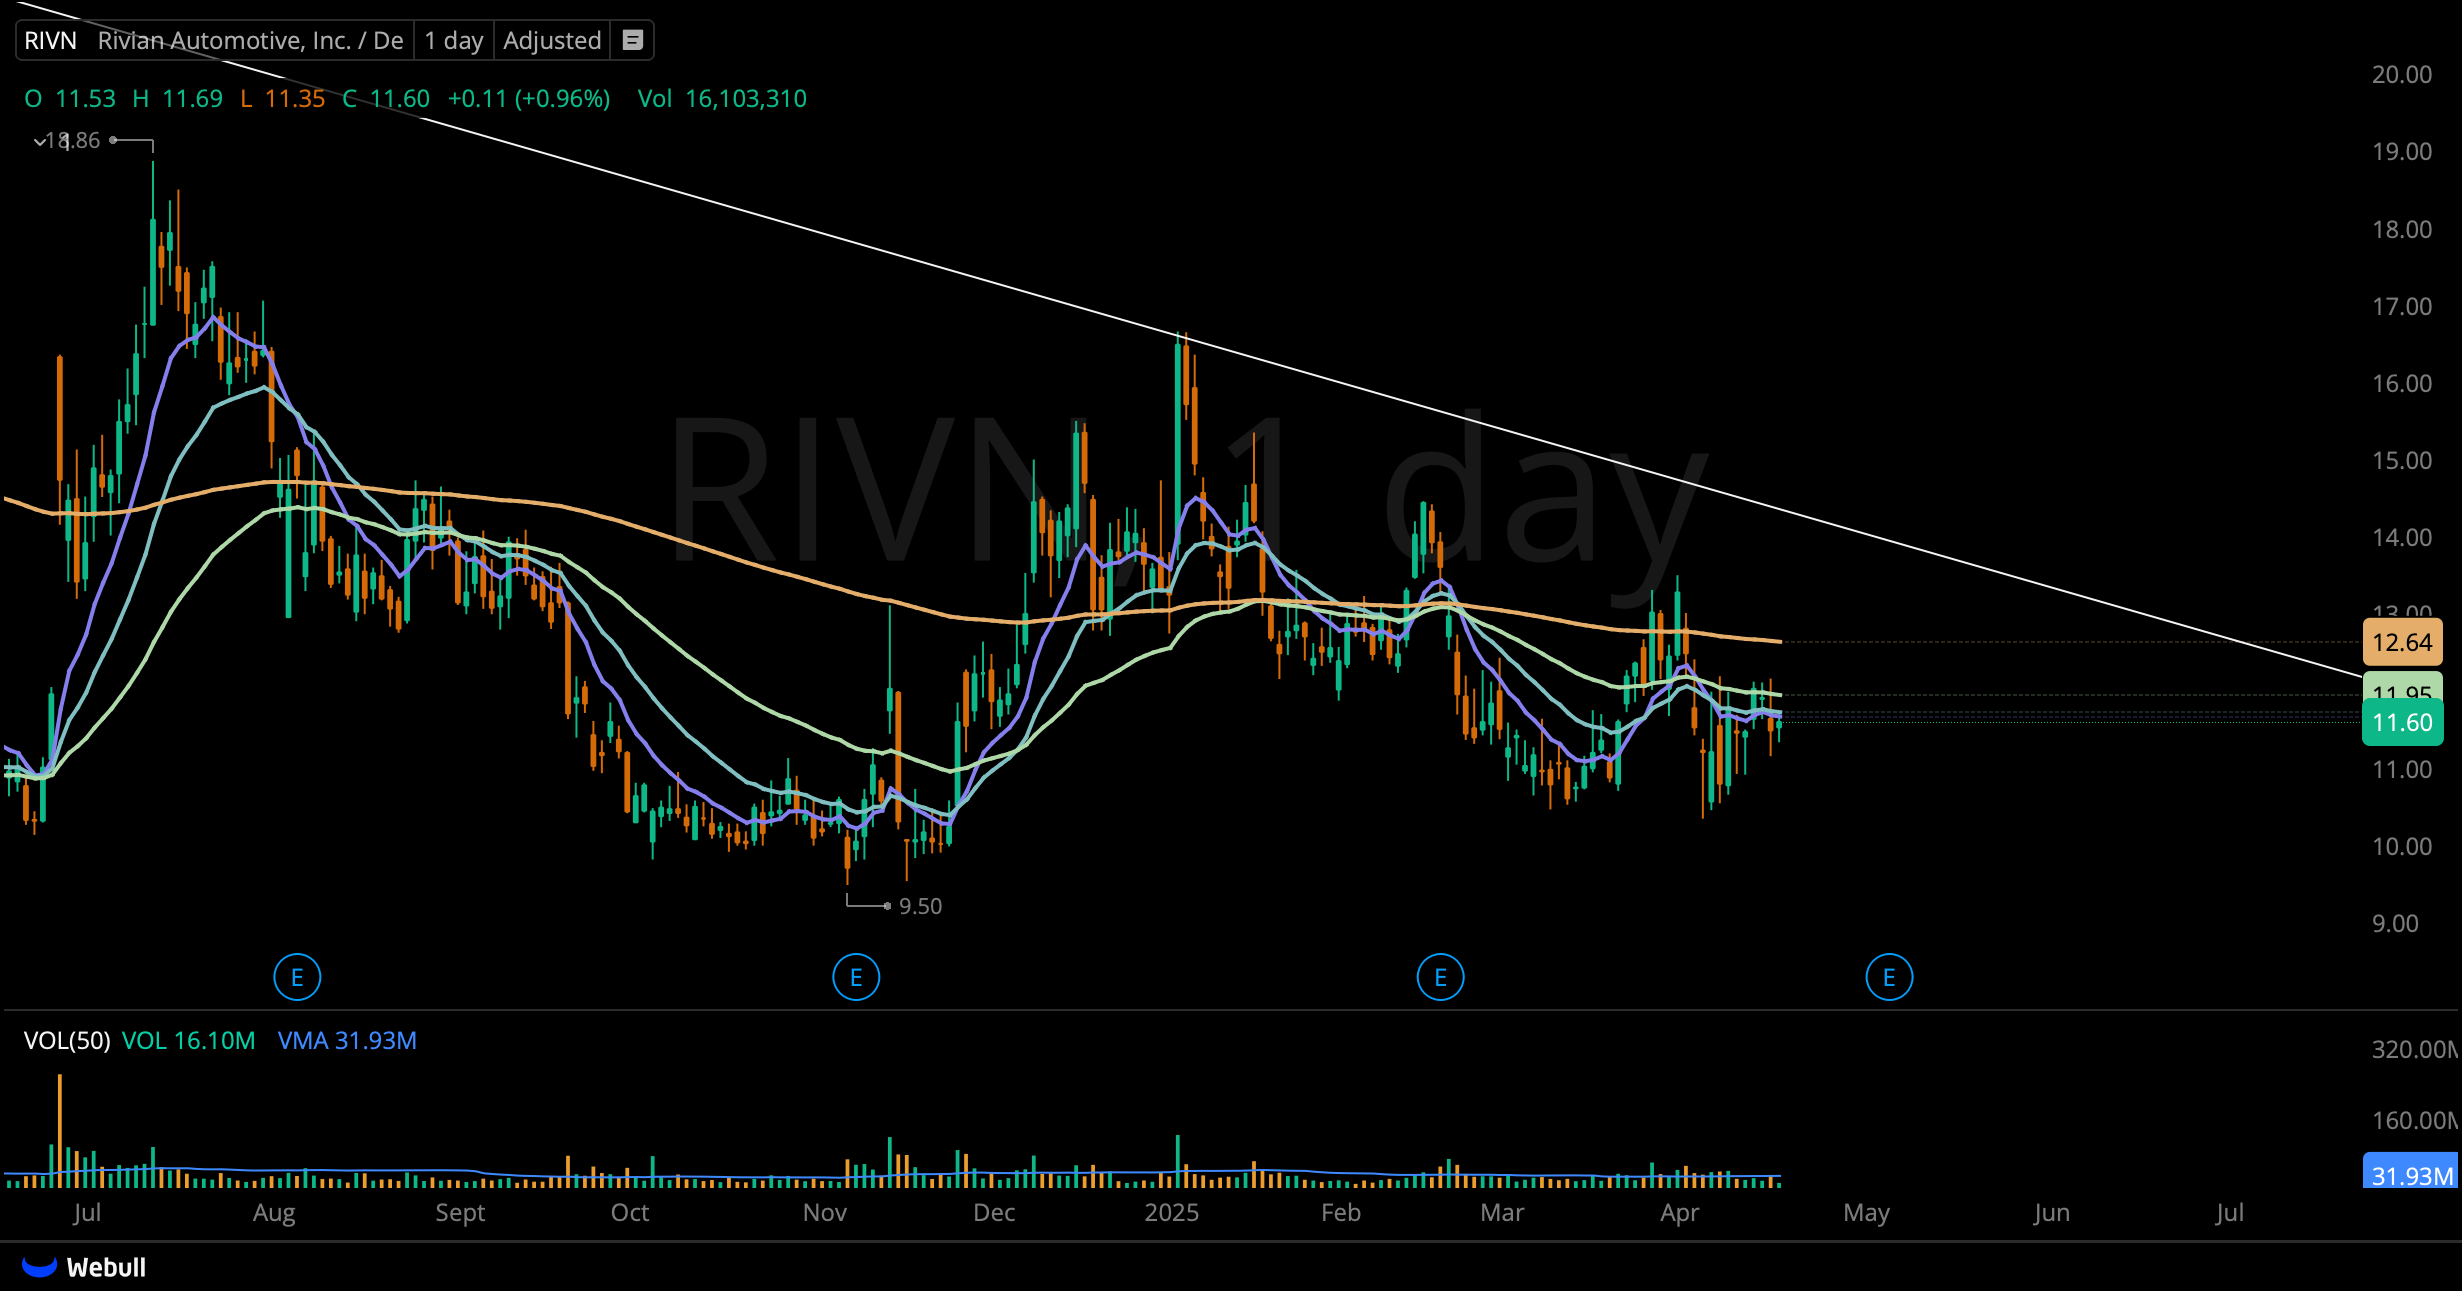 RIVN Rivian Automotive, Inc. / De 1 day Adjusted
O 11.53 H 11.69 L 11.35 C 11.60 +0.11 (+0.96%) Vol 16,103,310
18.86
RIVN, 1 day
9.50
20.00
19.00
18.00
17.00
16.00
15.00
14.00
13.00
12.64
11.95
11.60
11.00
10.00
9.00
E E E E
VOL(50) VOL 16.10M VMA 31.93M
320.00M
160.00M
31.93M
Jul Aug Sept Oct Nov Dec 2025 Feb Mar Apr May Jun Jul
Webull